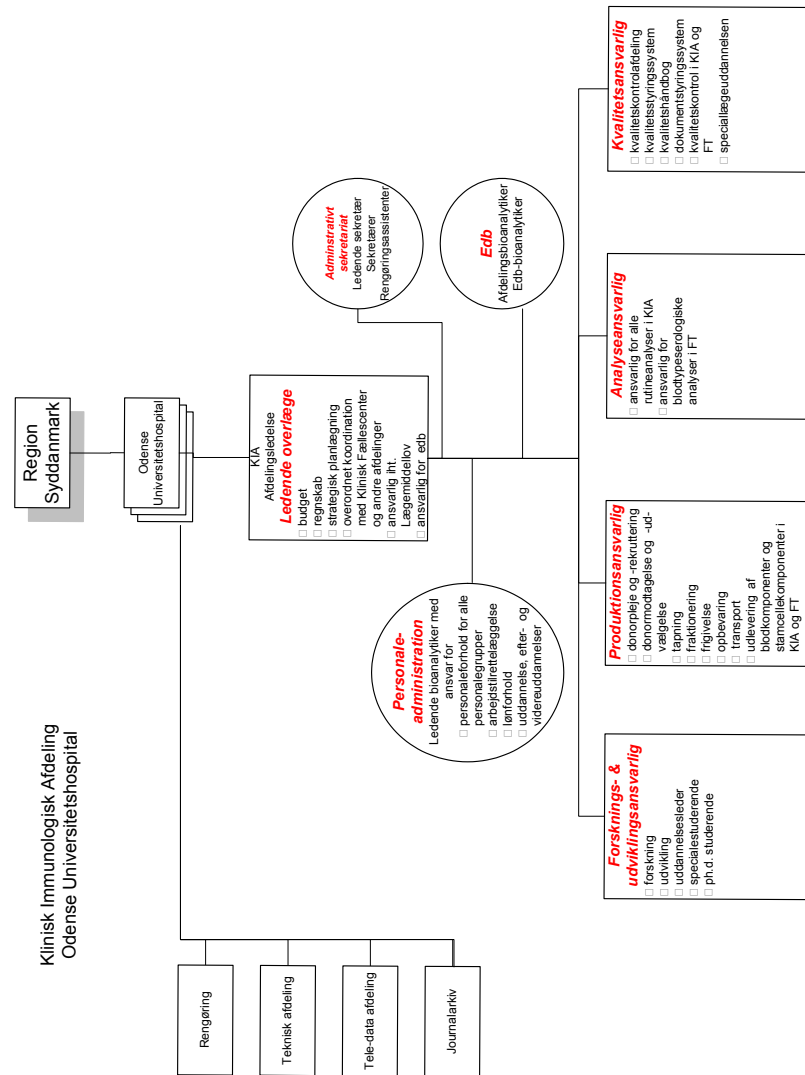 Klinisk Immunologisk Afdeling
Odense Universitetshospital
Region
Syddanmark
Odense
Universitetshospital
Rengøring
Teknisk afdeling
Tele-data afdeling
Journalarkiv
KIA
Afdelingsledelse
Ledende overlæge
□ budget
□ regnskab
□ strategisk planlægning
□ overordnet koordination
med Klinisk Fællescenter
og andre afdelinger
□ ansvarlig iht.
Lægemiddellov
□ ansvarlig for edb
Adminstrativt
sekretariat
Ledende sekretær
Sekretærer
Rengøringsassistenter
Personale-
administration
Ledende bioanalytiker med
ansvar for
□ personaleforhold for alle
personalegrupper
□ arbejdstilrettelæggelse
□ lønforhold
□ uddannelse, efter- og
videreuddannelser
Edb
Afdelingsbioanalytiker
Edb-bioanalytiker
Forsknings- &
udviklingsansvarlig
□ forskning
□ udvikling
□ uddannelsesleder
□ specialestuderende
□ ph.d. studerende
Produktionsansvarlig
□ donorpleje og -rekruttering
□ donormodtagelse og -ud-
vælgelse
□ tapning
□ fraktionering
□ frigivelse
□ opbevaring
□ transport
□ udlevering af
blodkomponenter og
stamcellekomponenter i
KIA og FT
Analyseansvarlig
□ ansvarlig for alle
rutineanalyser i KIA
□ ansvarlig for
blodtypeserologiske
analyser i FT
Kvalitetsansvarlig
□ kvalitetskontrolafdeling
□ kvalitetsstyringssystem
□ kvalitetshåndbog
□ dokumentstyringssystem
□ kvalitetskontrol i KIA og
FT
□ speciallægeuddannelsen